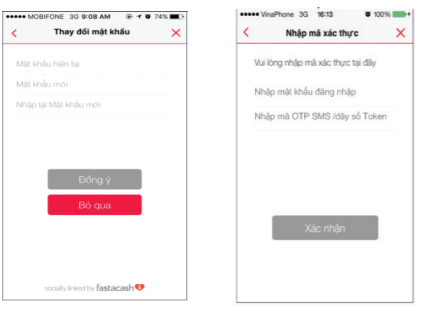 MOBIFONE 3G 9:08 AM 74%
Thay đổi mật khẩu
Mật khẩu hiện tại
Mật khẩu mới
Nhập lại Mật khẩu mới
Đồng ý
Bỏ qua
socially linked by fastacash
VinaPhone 3G 16:13 100%
Nhập mã xác thực
Vui lòng nhập mã xác thực tại đây
Nhập mật khẩu đăng nhập
Nhập mã OTP SMS /dãy số Token
Xác nhận